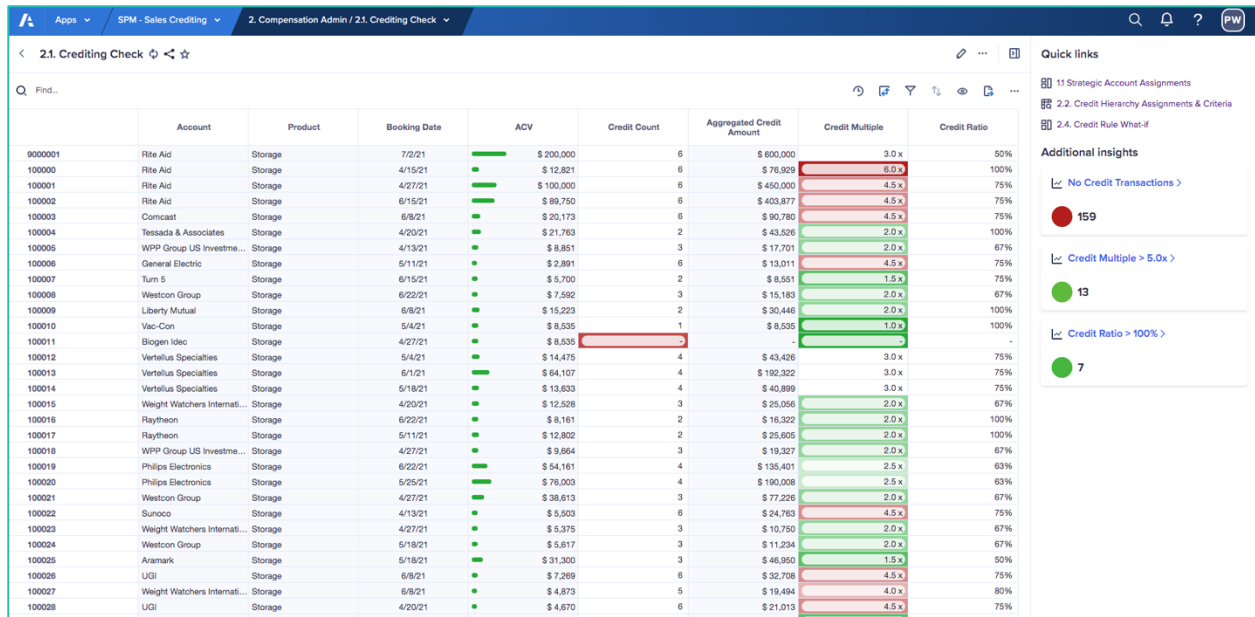 Apps SPM - Sales Crediting 2. Compensation Admin / 2.1. Crediting Check PW
2.1. Crediting Check
Quick links
Find...
1.1 Strategic Account Assignments
2.2. Credit Hierarchy Assignments & Criteria
2.4. Credit Rule What-if
Additional insights
No Credit Transactions >
159
Credit Multiple > 5.0x >
13
Credit Ratio > 100% >
7
Account Product Booking Date ACV Credit Count Aggregated Credit Amount Credit Multiple Credit Ratio
9000001 Rite Aid Storage 7/2/21 $ 200,000 6 $ 600,000 3.0 x 50%
100000 Rite Aid Storage 4/15/21 $ 12,821 6 $ 76,929 6.0 x 100%
100001 Rite Aid Storage 4/27/21 $ 100,000 6 $ 450,000 4.5 x 75%
100002 Rite Aid Storage 6/15/21 $ 89,750 6 $ 403,877 4.5 x 75%
100003 Comcast Storage 6/8/21 $ 20,173 6 $ 90,780 4.5 x 75%
100004 Tessada & Associates Storage 4/20/21 $ 21,763 2 $ 43,526 2.0 x 100%
100005 WPP Group US Investme... Storage 4/13/21 $ 8,851 3 $ 17,701 2.0 x 67%
100006 General Electric Storage 5/11/21 $ 2,891 6 $ 13,011 4.5 x 75%
100007 Turn 5 Storage 6/15/21 $ 5,700 2 $ 8,551 1.5 x 75%
100008 Westcon Group Storage 6/22/21 $ 7,592 3 $ 15,183 2.0 x 67%
100009 Liberty Mutual Storage 6/8/21 $ 15,223 2 $ 30,446 2.0 x 100%
100010 Vac-Con Storage 5/4/21 $ 8,535 1 $ 8,535 1.0 x 100%
100011 Biogen Idec Storage 4/27/21 $ 8,535 - - - -
100012 Vertellus Specialties Storage 5/4/21 $ 14,475 4 $ 43,426 3.0 x 75%
100013 Vertellus Specialties Storage 6/1/21 $ 64,107 4 $ 192,322 3.0 x 75%
100014 Vertellus Specialties Storage 5/18/21 $ 13,633 4 $ 40,899 3.0 x 75%
100015 Weight Watchers Internati... Storage 4/20/21 $ 12,528 3 $ 25,056 2.0 x 67%
100016 Raytheon Storage 6/22/21 $ 8,161 2 $ 16,322 2.0 x 100%
100017 Raytheon Storage 5/11/21 $ 12,802 2 $ 25,605 2.0 x 100%
100018 WPP Group US Investme... Storage 4/27/21 $ 9,664 3 $ 19,327 2.0 x 67%
100019 Philips Electronics Storage 6/22/21 $ 54,161 4 $ 135,401 2.5 x 63%
100020 Philips Electronics Storage 5/25/21 $ 76,003 4 $ 190,008 2.5 x 63%
100021 Westcon Group Storage 4/27/21 $ 38,613 3 $ 77,226 2.0 x 67%
100022 Sunoco Storage 4/13/21 $ 5,503 6 $ 24,763 4.5 x 75%
100023 Weight Watchers Internati... Storage 4/27/21 $ 5,375 3 $ 10,750 2.0 x 67%
100024 Westcon Group Storage 5/18/21 $ 5,617 3 $ 11,234 2.0 x 67%
100025 Aramark Storage 5/18/21 $ 31,300 3 $ 46,950 1.5 x 50%
100026 UGI Storage 6/8/21 $ 7,269 6 $ 32,708 4.5 x 75%
100027 Weight Watchers Internati... Storage 6/8/21 $ 4,873 5 $ 19,494 4.0 x 80%
100028 UGI Storage 4/20/21 $ 4,670 6 $ 21,013 4.5 x 75%